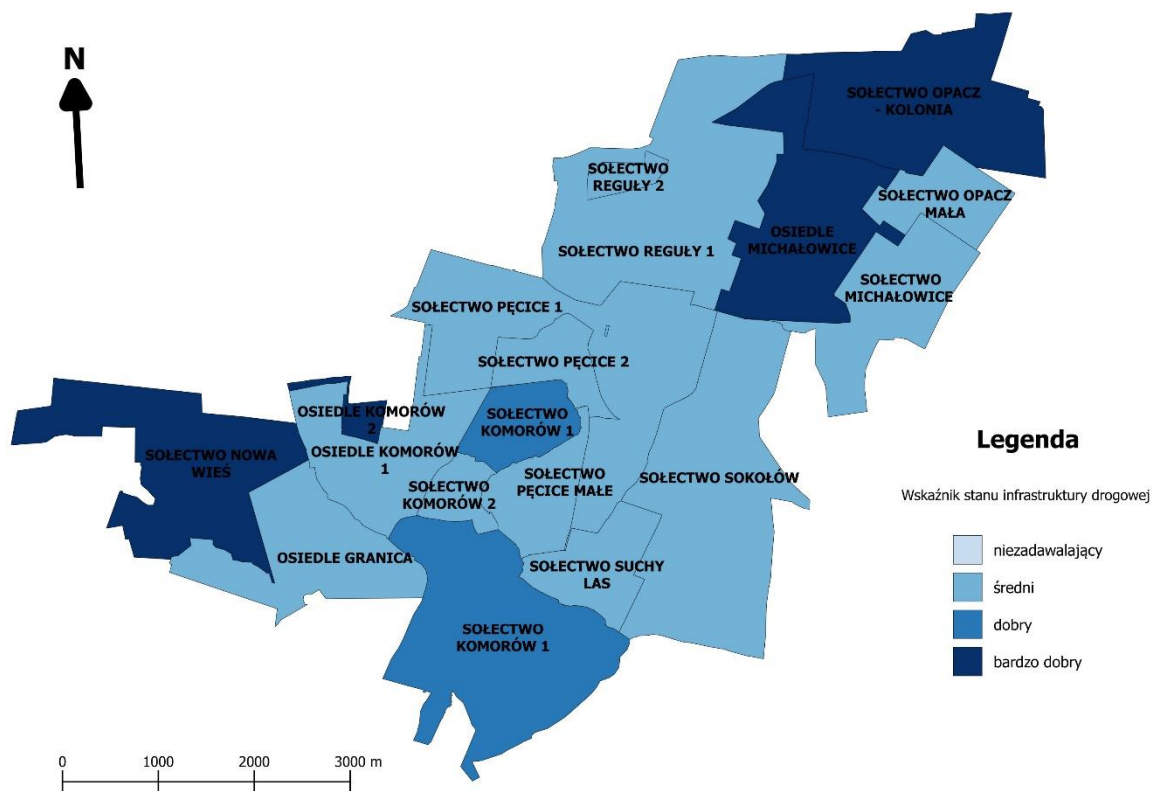 N
SOŁECTWO OPACZ
- KOLONIA
SOŁECTWO
REGUŁY 2
SOŁECTWO OPACZ
MAŁA
OSIEDLE
MICHAŁOWICE
SOŁECTWO REGUŁY 1
SOŁECTWO
MICHAŁOWICE
SOŁECTWO PĘCICE 1
SOŁECTWO PĘCICE 2
OSIEDLE KOMORÓW
2
SOŁECTWO
KOMORÓW 1
SOŁECTWO NOWA
WIEŚ
OSIEDLE KOMORÓW
1
SOŁECTWO
KOMORÓW 2
SOŁECTWO
PĘCICE MAŁE
SOŁECTWO SOKOŁÓW
OSIEDLE GRANICA
SOŁECTWO SUCHY
LAS
SOŁECTWO
KOMORÓW 1
Legenda
Wskaźnik stanu infrastruktury drogowej
niezadawalający
średni
dobry
bardzo dobry
0 1000 2000 3000 m